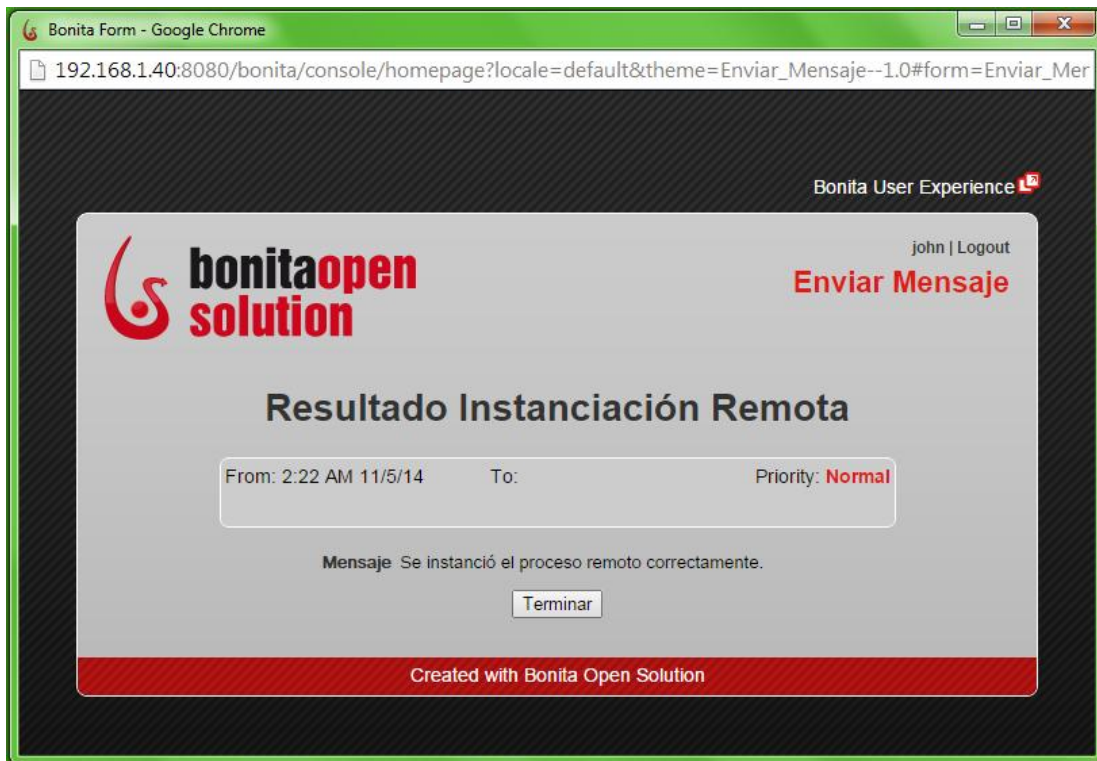 Bonita Form - Google Chrome
192.168.1.40:8080/bonita/console/homepage?locale=default&theme=Enviar_Mensaje--1.0#form=Enviar_Mer
Bonita User Experience
bonitaopen
solution
john | Logout
Enviar Mensaje
Resultado Instanciación Remota
From: 2:22 AM 11/5/14 To: Priority: Normal
Mensaje Se instanció el proceso remoto correctamente.
Terminar
Created with Bonita Open Solution